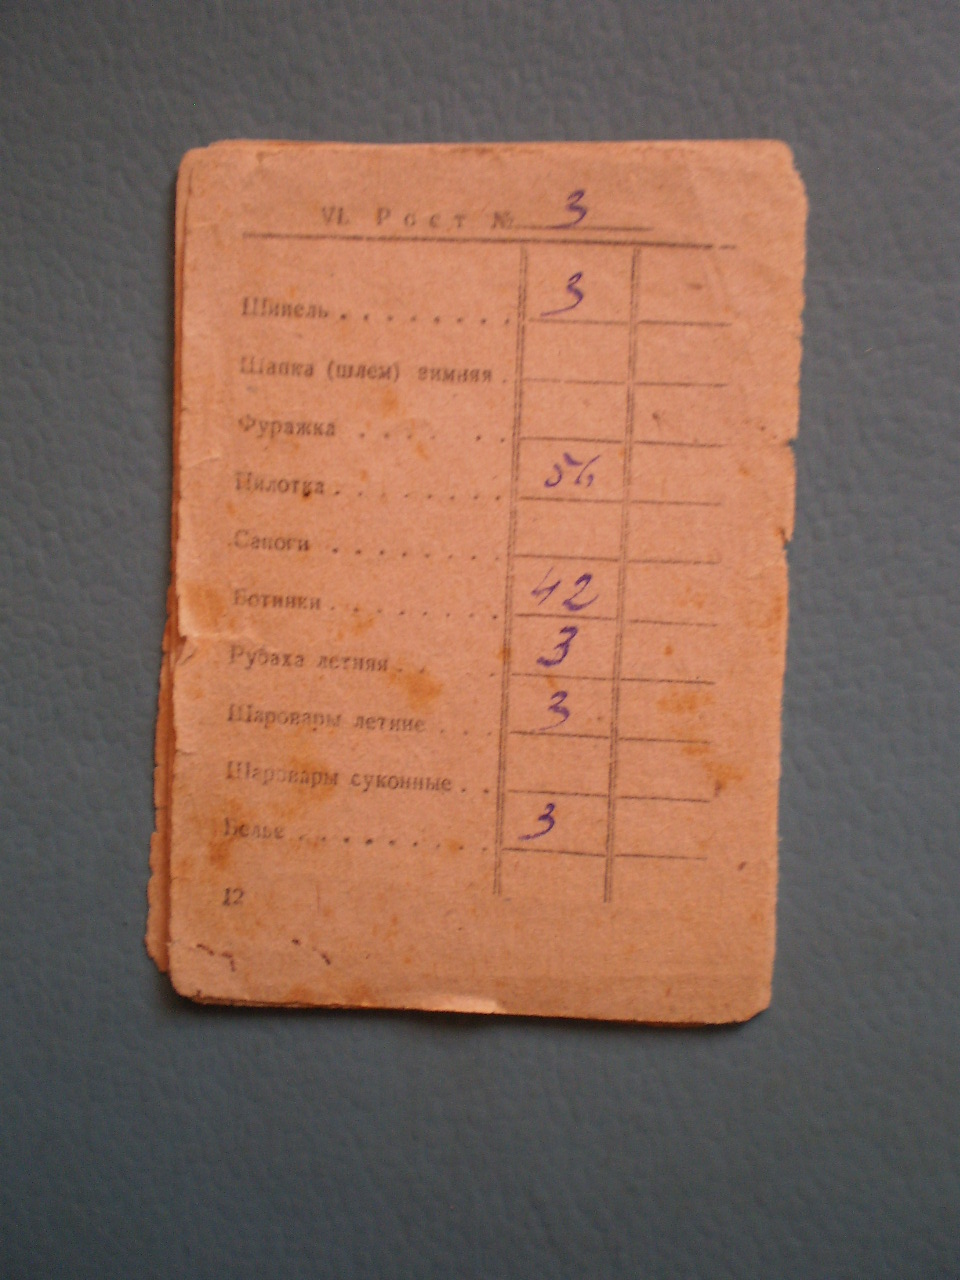 VI. Рост № 3
Шинель . . . . . . . . 3
Шапка (шлем) зимняя .
Фуражка . . . . . .
Пилотка . . . . . . . . 56
Сапоги . . . . . . . .
Ботинки . . . . . . . . 42
Рубаха летняя . . . 3
Шаровары летние . . . 3
Шаровары суконные . .
Белье . . . . . . . . . 3
12